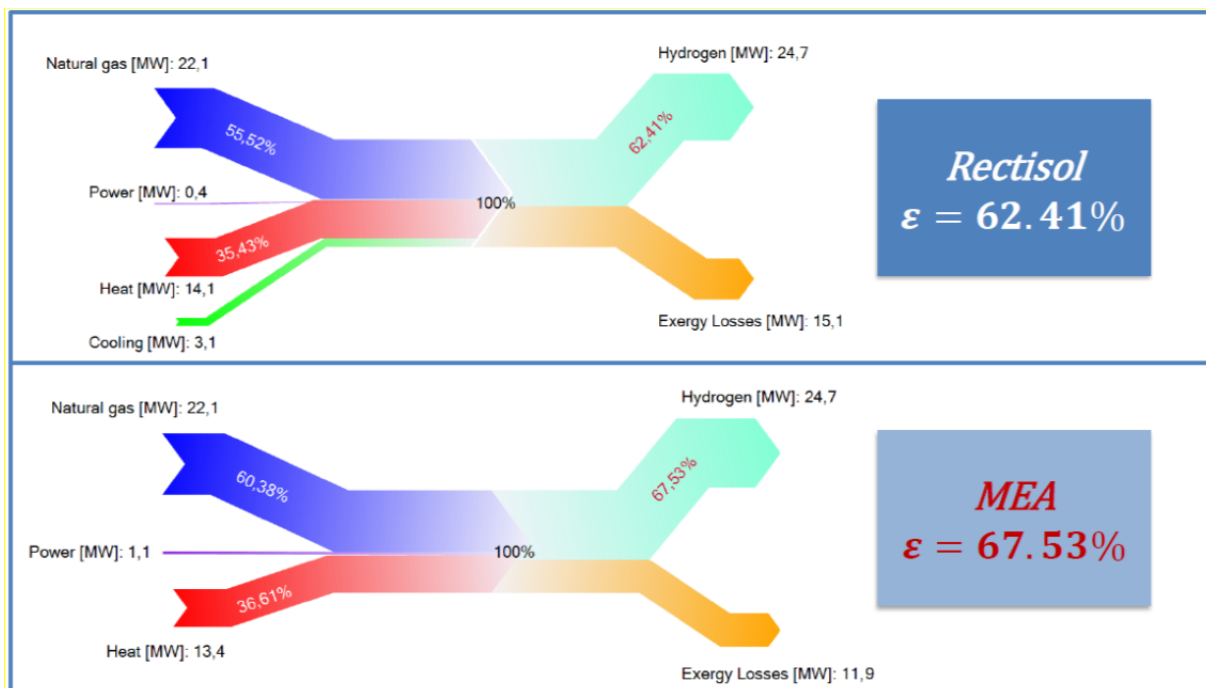 Natural gas [MW]: 22,1
Hydrogen [MW]: 24,7
55,52%
62,41%
Power [MW]: 0,4
100%
35,43%
Heat [MW]: 14,1
Cooling [MW]: 3,1
Exergy Losses [MW]: 15,1
Rectisol
ε = 62.41%
Natural gas [MW]: 22,1
Hydrogen [MW]: 24,7
60,38%
67,53%
Power [MW]: 1,1
100%
36,61%
Heat [MW]: 13,4
Exergy Losses [MW]: 11,9
MEA
ε = 67.53%